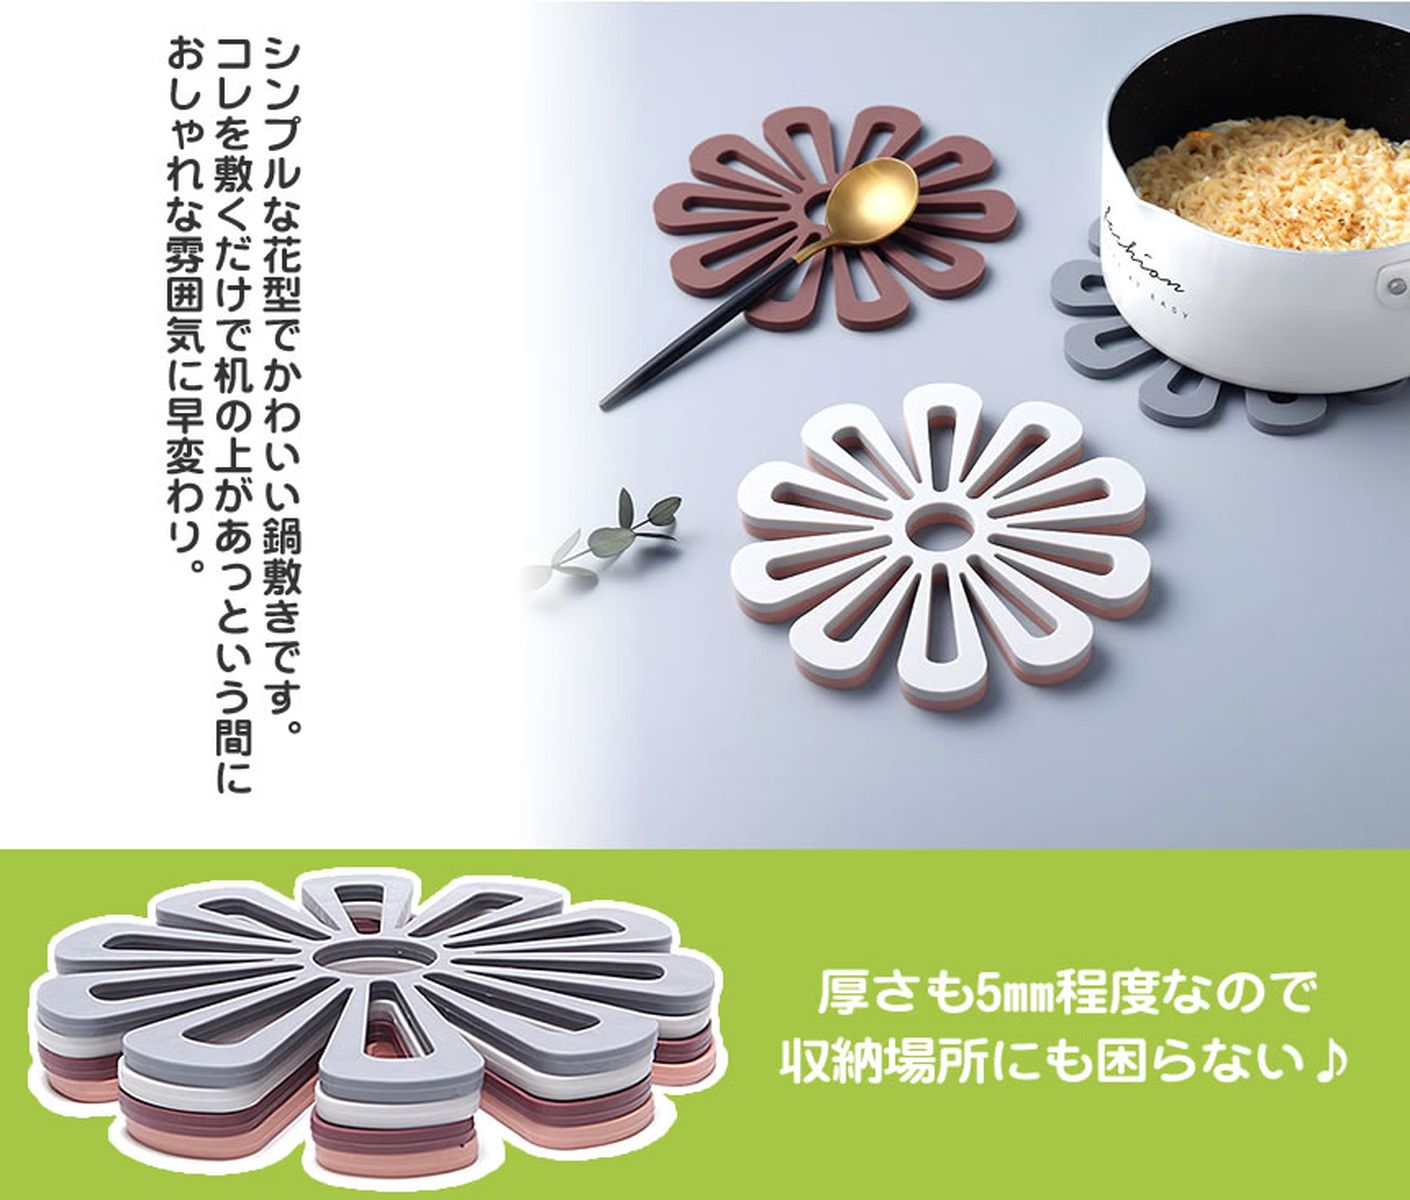 シンプルな花型でかわいい鍋敷きです。
コレを敷くだけで机の上があっという間に
おしゃれな雰囲気に早変わり。
厚さも5mm程度なので
収納場所にも困らない♪